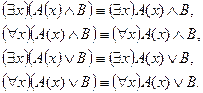 (∃x)(A(x)∧B)≡(∃x)A(x)∧B,
(∀x)(A(x)∧B)≡(∀x)A(x)∧B,
(∃x)(A(x)∨B)≡(∃x)A(x)∨B,
(∀x)(A(x)∨B)≡(∀x)A(x)∨B.